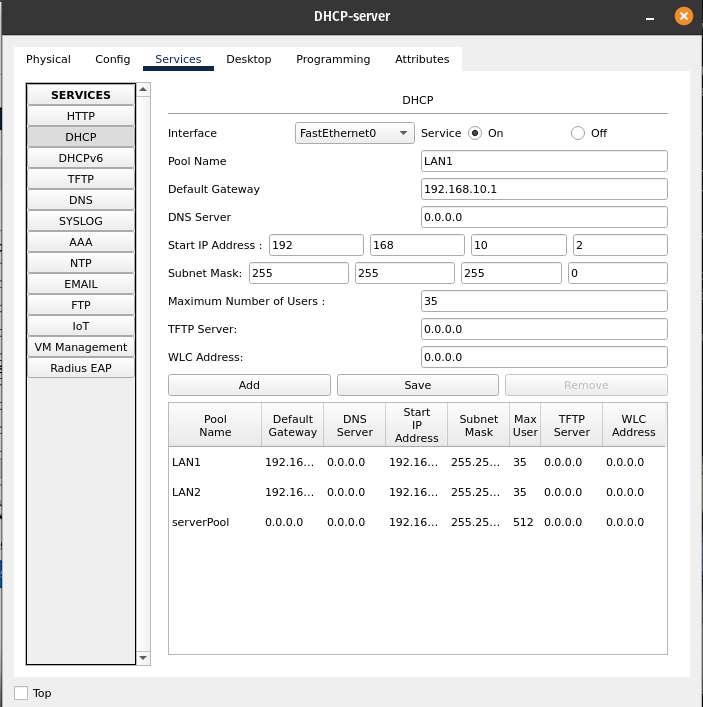 DHCP-server
Physical Config Services Desktop Programming Attributes
SERVICES
HTTP
DHCP
DHCPv6
TFTP
DNS
SYSLOG
AAA
NTP
EMAIL
FTP
IoT
VM Management
Radius EAP
DHCP
Interface FastEthernet0 Service On Off
Pool Name LAN1
Default Gateway 192.168.10.1
DNS Server 0.0.0.0
Start IP Address : 192 168 10 2
Subnet Mask: 255 255 255 0
Maximum Number of Users : 35
TFTP Server: 0.0.0.0
WLC Address: 0.0.0.0
Add Save Remove
Pool Name Default Gateway DNS Server Start IP Address Subnet Mask Max User TFTP Server WLC Address
LAN1 192.16... 0.0.0.0 192.16... 255.25... 35 0.0.0.0 0.0.0.0
LAN2 192.16... 0.0.0.0 192.16... 255.25... 35 0.0.0.0 0.0.0.0
serverPool 0.0.0.0 0.0.0.0 192.16... 255.25... 512 0.0.0.0 0.0.0.0
Top